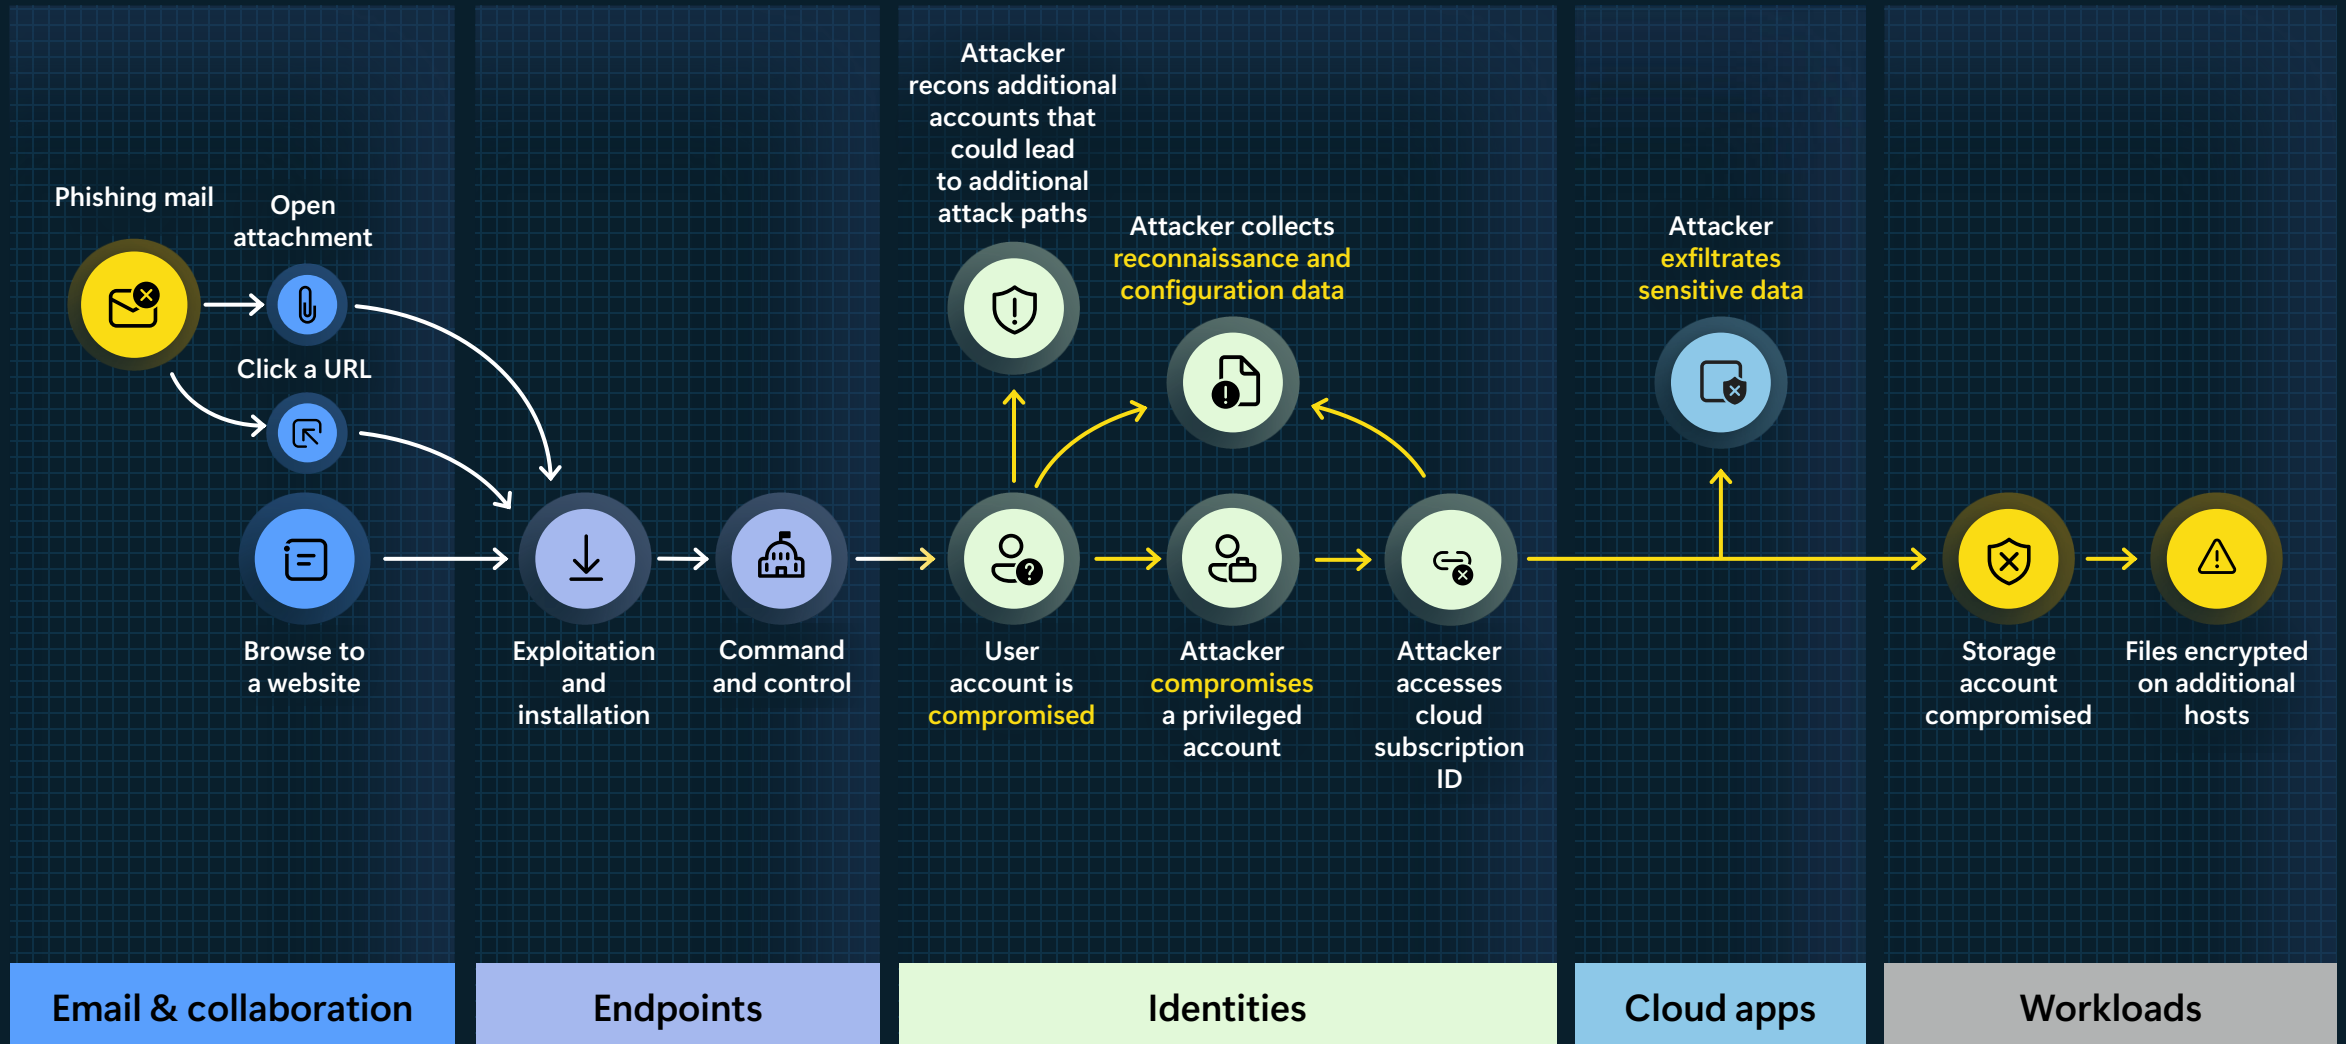 Phishing mail
Open
attachment
Click a URL
Browse to
a website
Exploitation
and
installation
Command
and control
Attacker
recons additional
accounts that
could lead
to additional
attack paths
Attacker collects
reconnaissance and
configuration data
User
account is
compromised
Attacker
compromises
a privileged
account
Attacker
accesses
cloud
subscription
ID
Attacker
exfiltrates
sensitive data
Storage
account
compromised
Files encrypted
on additional
hosts
Email & collaboration
Endpoints
Identities
Cloud apps
Workloads